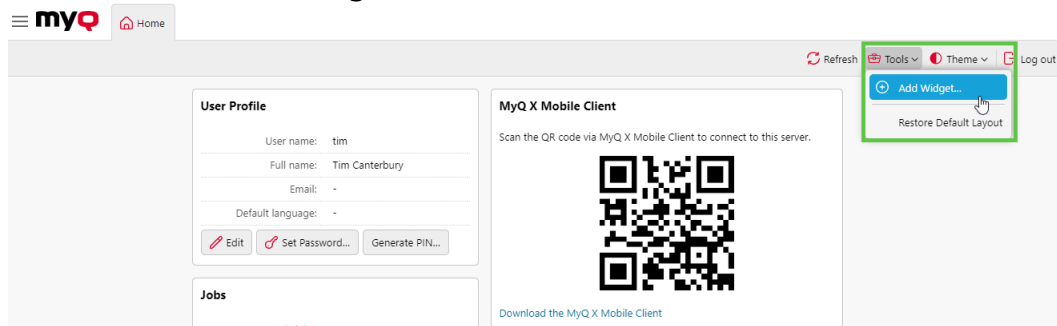 myQ Home
Refresh Tools Theme Log out
Add Widget...
Restore Default Layout
User Profile
User name: tim
Full name: Tim Canterbury
Email: -
Default language: -
Edit Set Password... Generate PIN...
Jobs
MyQ X Mobile Client
Scan the QR code via MyQ X Mobile Client to connect to this server.
Download the MyQ X Mobile Client